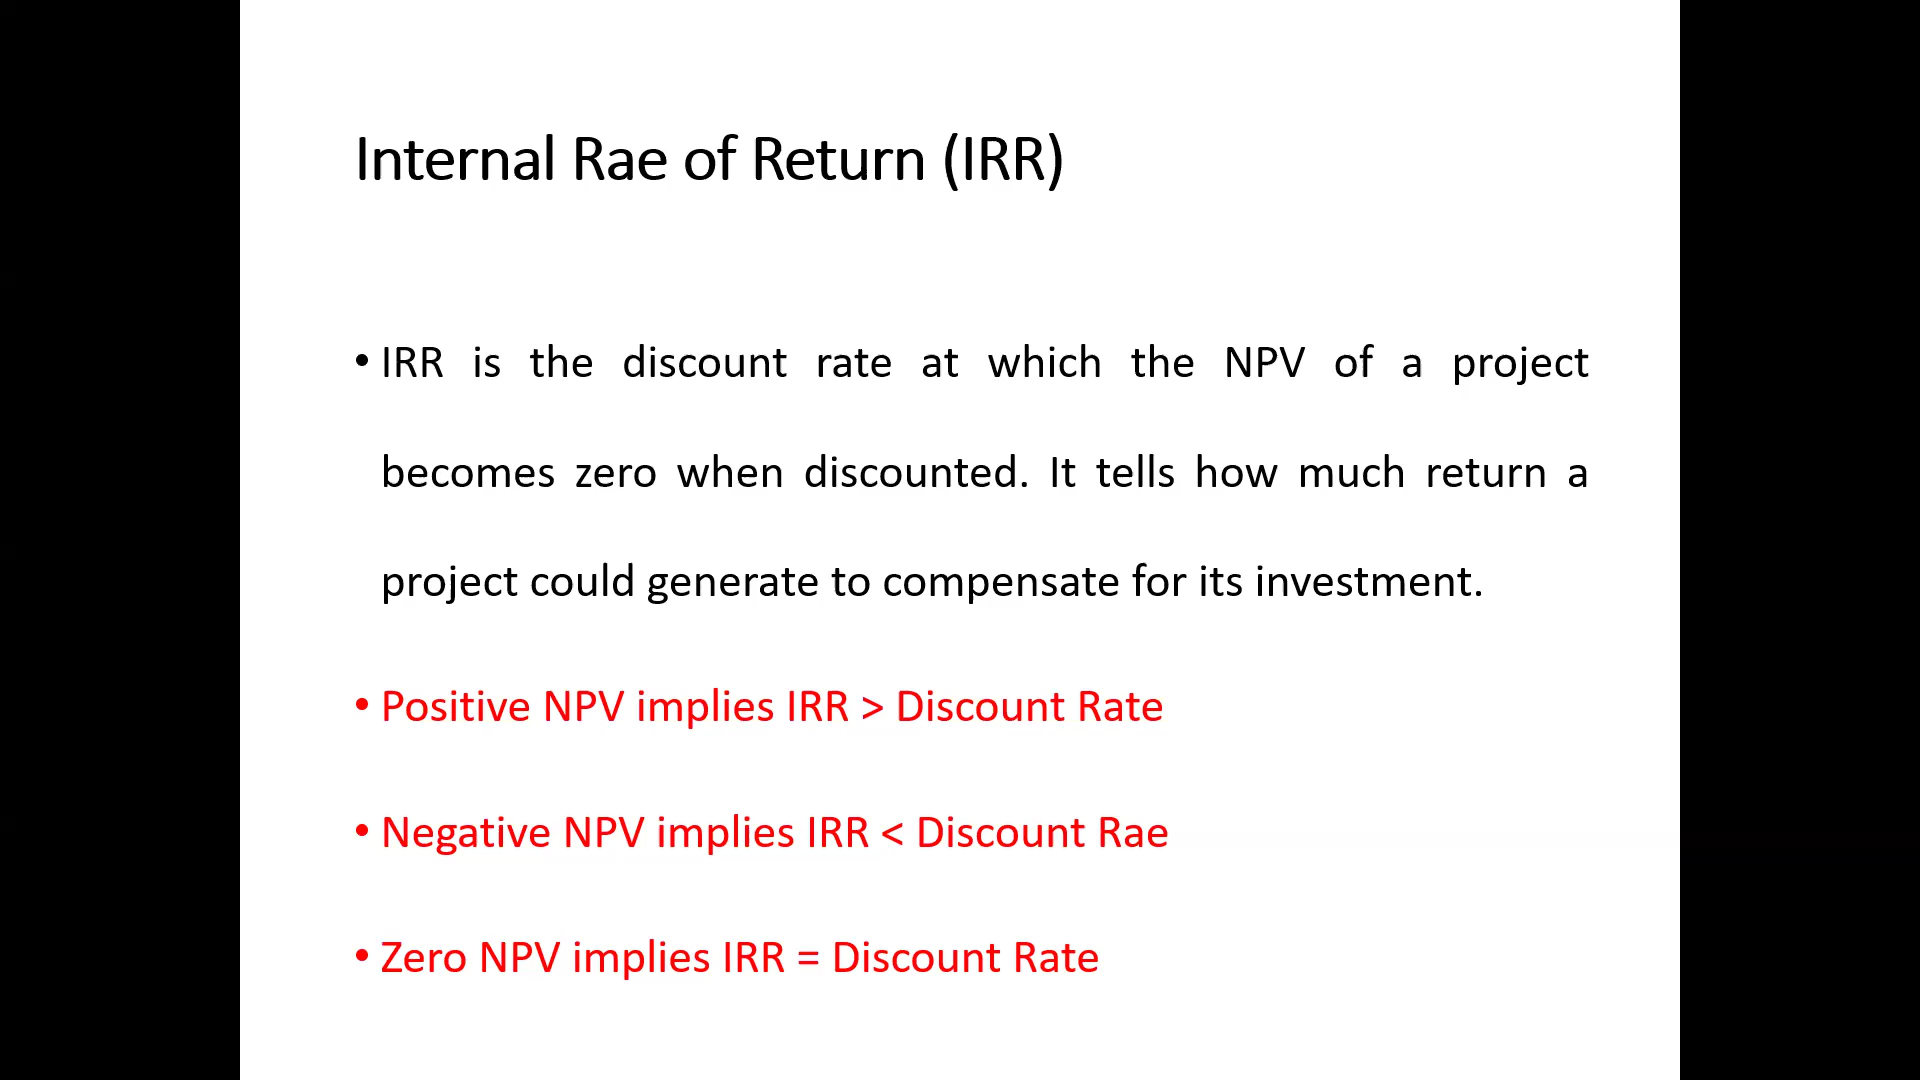 Internal Rae of Return (IRR)
• IRR is the discount rate at which the NPV of a project
becomes zero when discounted. It tells how much return a
project could generate to compensate for its investment.
• Positive NPV implies IRR > Discount Rate
• Negative NPV implies IRR < Discount Rae
• Zero NPV implies IRR = Discount Rate